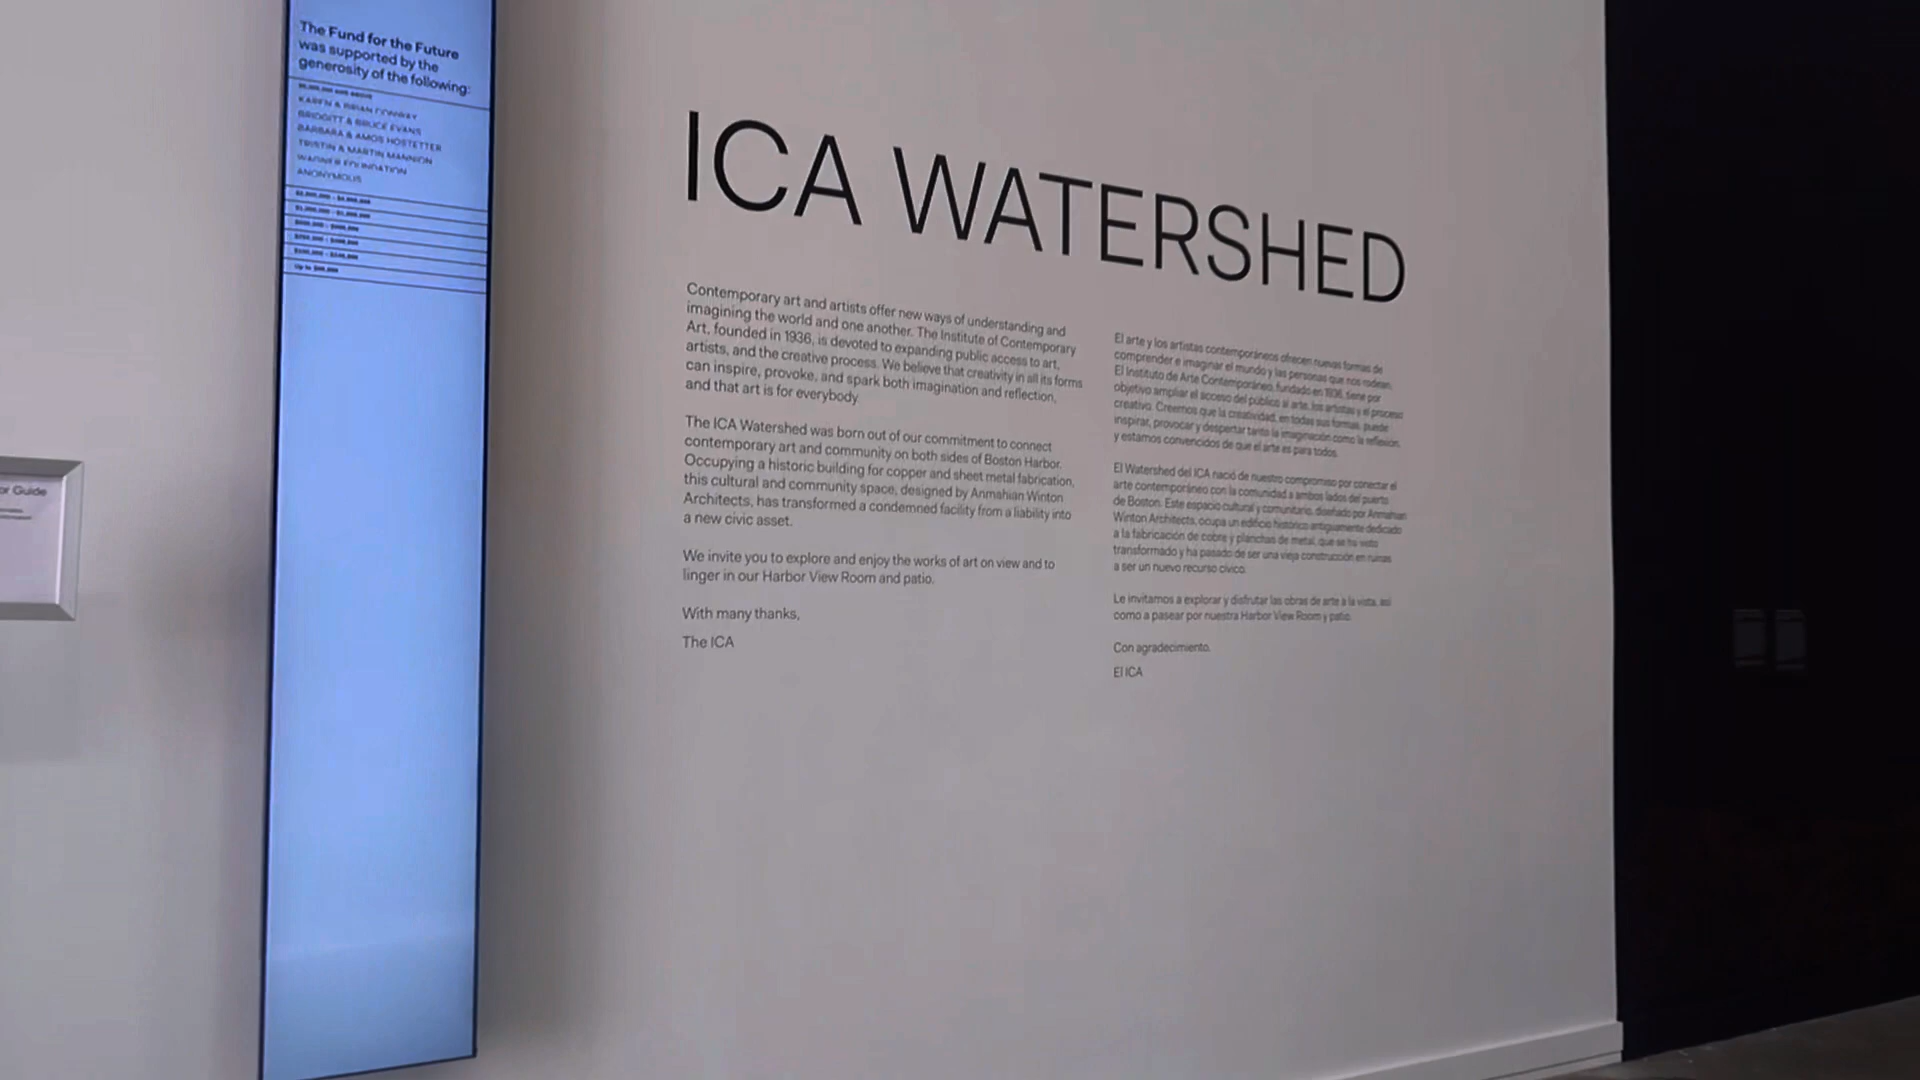 The Fund for the Future
was supported by the
generosity of the following:
KAREN & BRIAN CONWAY
BRIDGITT & BRUCE EVANS
BARBARA & AMOS HOSTETTER
TRISTIN & MARTIN MANNION
WAGNER FOUNDATION
ANONYMOUS
Up to
or Guide
ICA WATERSHED
Contemporary art and artists offer new ways of understanding and
imagining the world and one another. The Institute of Contemporary
Art, founded in 1936, is devoted to expanding public access to art,
artists, and the creative process. We believe that creativity in all its forms
can inspire, provoke, and spark both imagination and reflection,
and that art is for everybody.
The ICA Watershed was born out of our commitment to connect
contemporary art and community on both sides of Boston Harbor.
Occupying a historic building for copper and sheet metal fabrication,
this cultural and community space, designed by Anmahian Winton
Architects, has transformed a condemned facility from a liability into
a new civic asset.
We invite you to explore and enjoy the works of art on view and to
linger in our Harbor View Room and patio.
With many thanks,
The ICA
El arte y los artistas contemporáneos ofrecen nuevas formas de
comprender e imaginar el mundo y las personas que nos rodean.
El Instituto de Arte Contemporáneo, fundado en 1936, tiene por
objetivo ampliar el acceso del público al arte, los artistas y el proceso
creativo. Creemos que la creatividad, en todas sus formas, puede
inspirar, provocar y despertar tanto la imaginación como la reflexión,
y estamos convencidos de que el arte es para todos.
El Watershed del ICA nació de nuestro compromiso por conectar el
arte contemporáneo con la comunidad a ambos lados del puerto
de Boston. Este espacio cultural y comunitario, diseñado por Anmahian
Winton Architects, ocupa un edificio histórico antiguamente dedicado
a la fabricación de cobre y planchas de metal, que se ha visto
transformado y ha pasado de ser una vieja construcción en ruinas
a ser un nuevo recurso cívico.
Le invitamos a explorar y disfrutar las obras de arte a la vista, así
como a pasear por nuestra Harbor View Room y patio.
Con agradecimiento,
El ICA